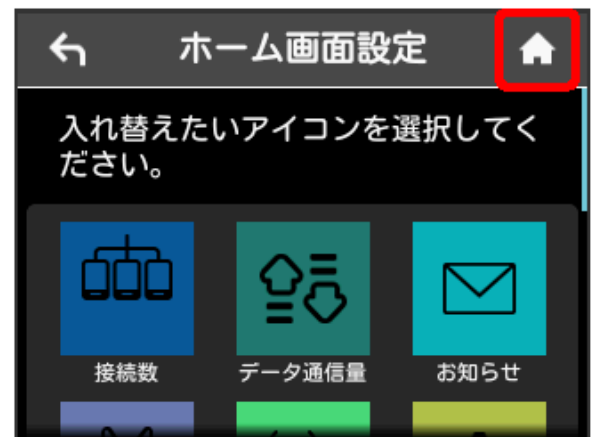 ホーム画面設定
入れ替えたいアイコンを選択してく
ださい。
接続数 データ通信量 お知らせ